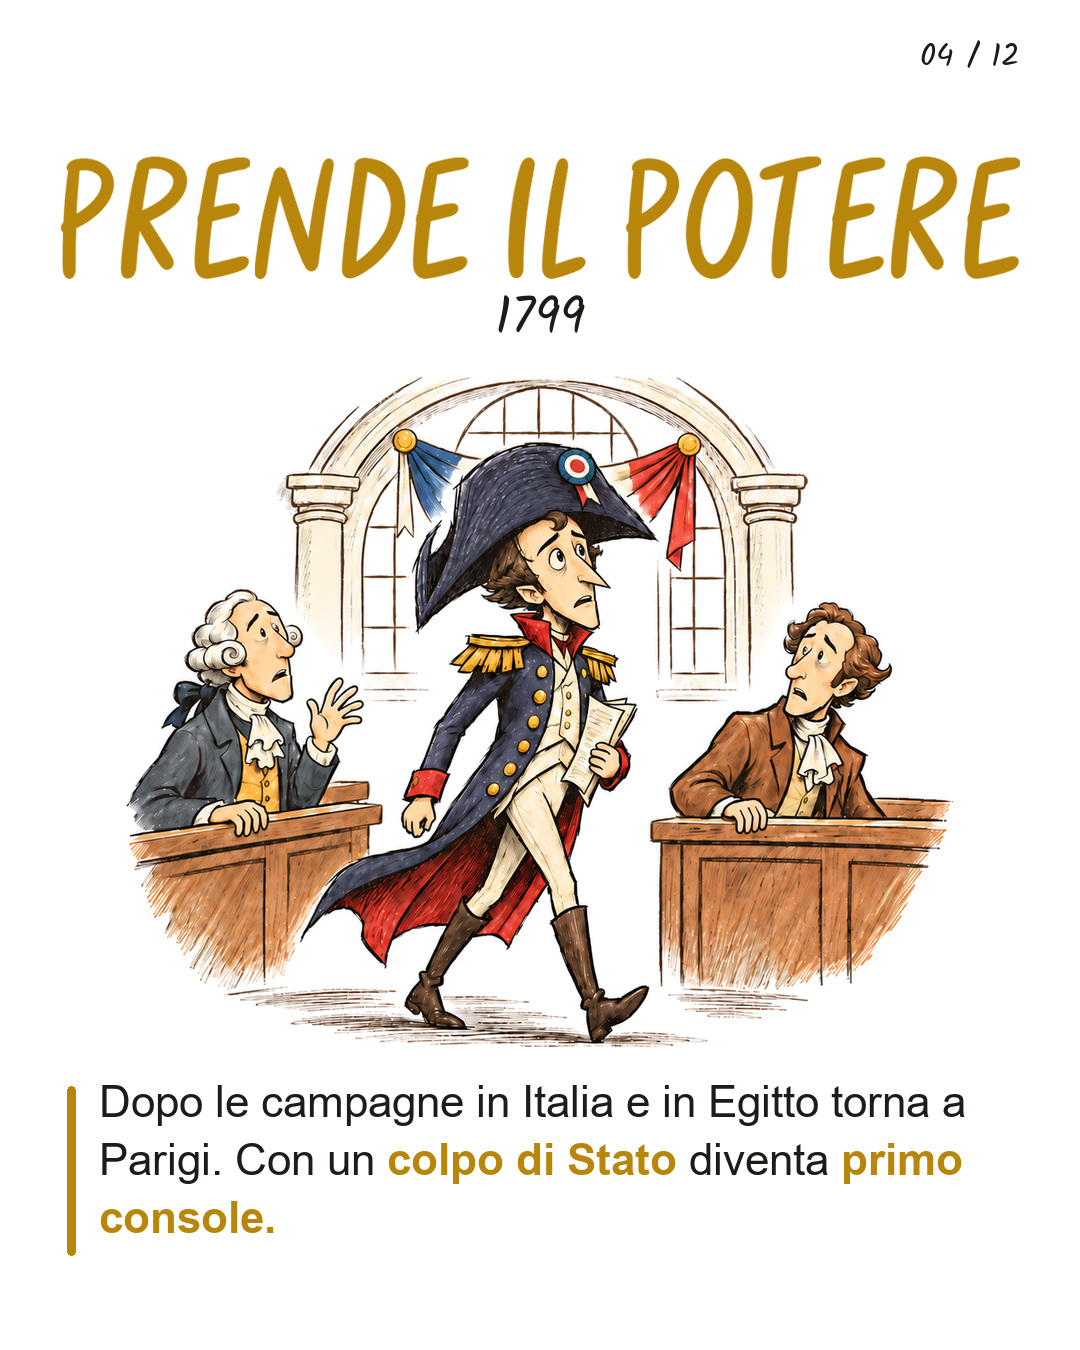 04 / 12
PRENDE IL POTERE
1799
Dopo le campagne in Italia e in Egitto torna a
Parigi. Con un colpo di Stato diventa primo
console.